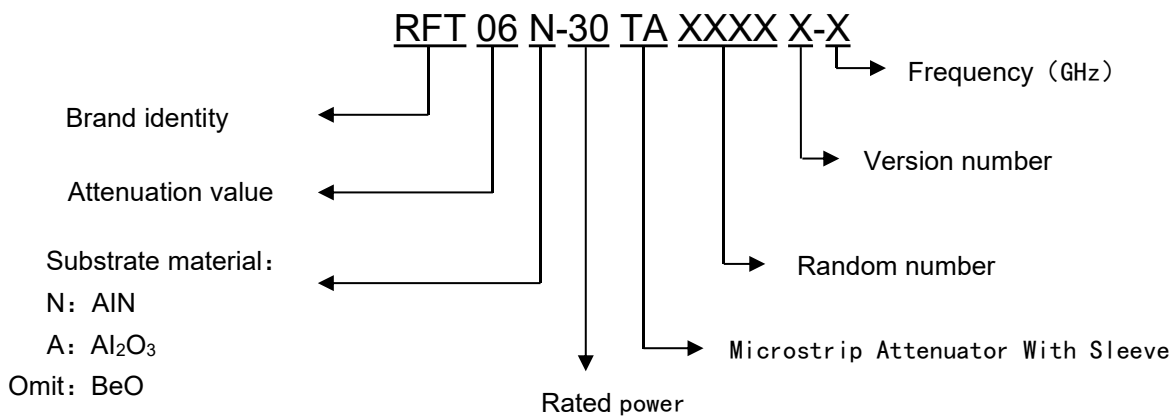 RFT 06 N-30 TA XXXX X-X
Frequency（GHz）
Brand identity
Version number
Attenuation value
Substrate material：
Random number
N：AlN
A：Al₂O₃
Microstrip Attenuator With Sleeve
Omit：BeO
Rated power